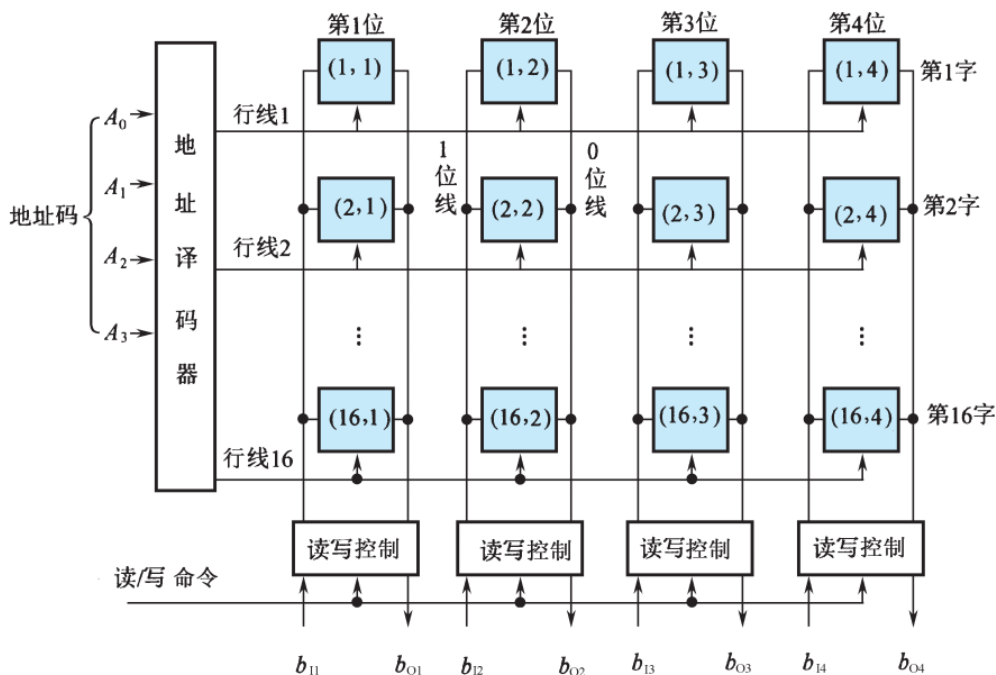 第1位 第2位 第3位 第4位
(1,1) (1,2) (1,3) (1,4) 第1字
行线1
A0
A1
地址码
A2
A3
地址译码器
1位线
0位线
(2,1) (2,2) (2,3) (2,4) 第2字
行线2
⋮ ⋮ ⋮ ⋮
(16,1) (16,2) (16,3) (16,4) 第16字
行线16
读写控制 读写控制 读写控制 读写控制
读/写 命令
bI1 bO1 bI2 bO2 bI3 bO3 bI4 bO4